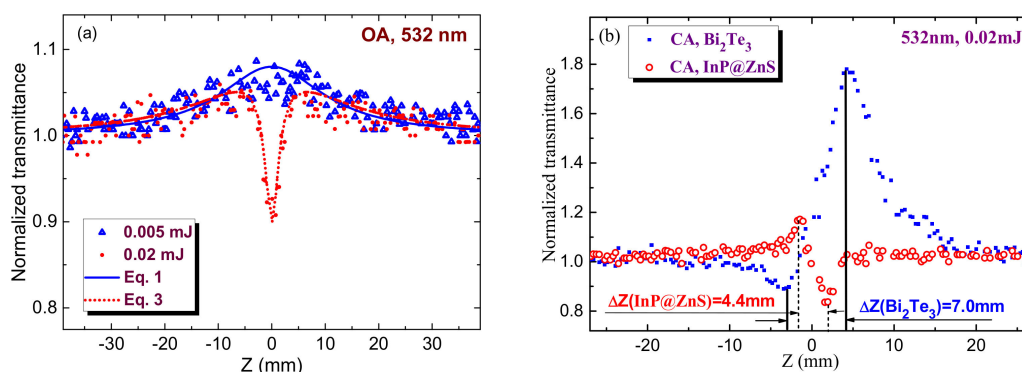 (a)
OA, 532 nm
Normalized transmittance
1.1
1.0
0.9
0.8
0.005 mJ
0.02 mJ
Eq. 1
Eq. 3
-30 -20 -10 0 10 20 30
Z (mm)
(b)
CA, Bi₂Te₃
CA, InP@ZnS
532nm, 0.02mJ
Normalized transmittance
1.8
1.6
1.4
1.2
1.0
0.8
ΔZ(InP@ZnS)=4.4mm
ΔZ(Bi₂Te₃)=7.0mm
-20 -10 0 10 20
Z (mm)